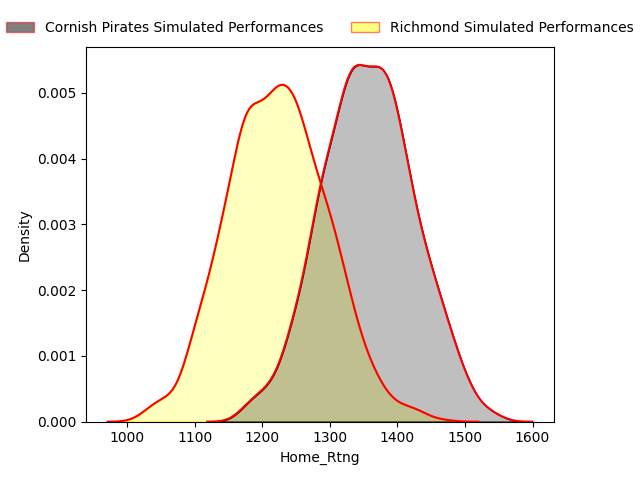 Cornish Pirates Simulated Performances Richmond Simulated Performances
0.005
0.004
0.003
0.002
0.001
0.000
Density
1000 1100 1200 1300 1400 1500 1600
Home_Rtng